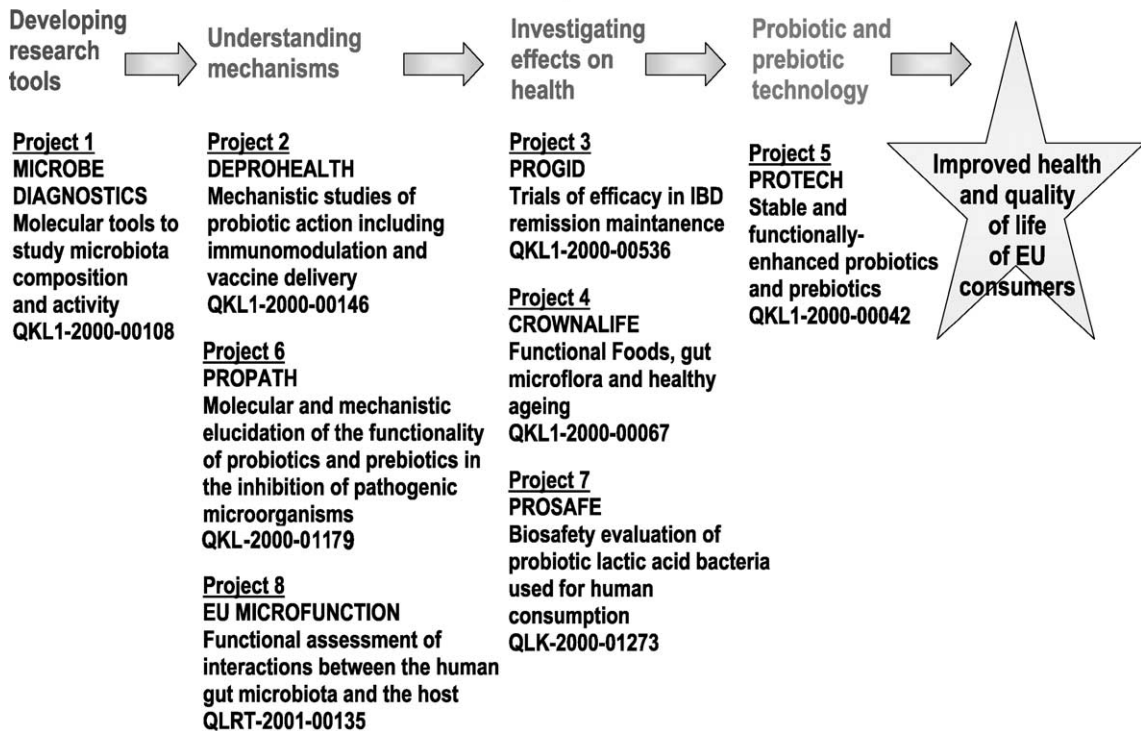 Developing
research
tools
Understanding
mechanisms
Investigating
effects on
health
Probiotic and
prebiotic
technology
Project 1
MICROBE
DIAGNOSTICS
Molecular tools to
study microbiota
composition
and activity
QKL1-2000-00108
Project 2
DEPROHEALTH
Mechanistic studies of
probiotic action including
immunomodulation and
vaccine delivery
QKL1-2000-00146
Project 6
PROPATH
Molecular and mechanistic
elucidation of the functionality
of probiotics and prebiotics in
the inhibition of pathogenic
microorganisms
QKL-2000-01179
Project 8
EU MICROFUNCTION
Functional assessment of
interactions between the human
gut microbiota and the host
QLRT-2001-00135
Project 3
PROGID
Trials of efficacy in IBD
remission maintanence
QKL1-2000-00536
Project 4
CROWNALIFE
Functional Foods, gut
microflora and healthy
ageing
QKL1-2000-00067
Project 7
PROSAFE
Biosafety evaluation of
probiotic lactic acid bacteria
used for human
consumption
QLK-2000-01273
Project 5
PROTECH
Stable and
functionally-
enhanced probiotics
and prebiotics
QKL1-2000-00042
Improved health
and quality
of life
of EU
consumers